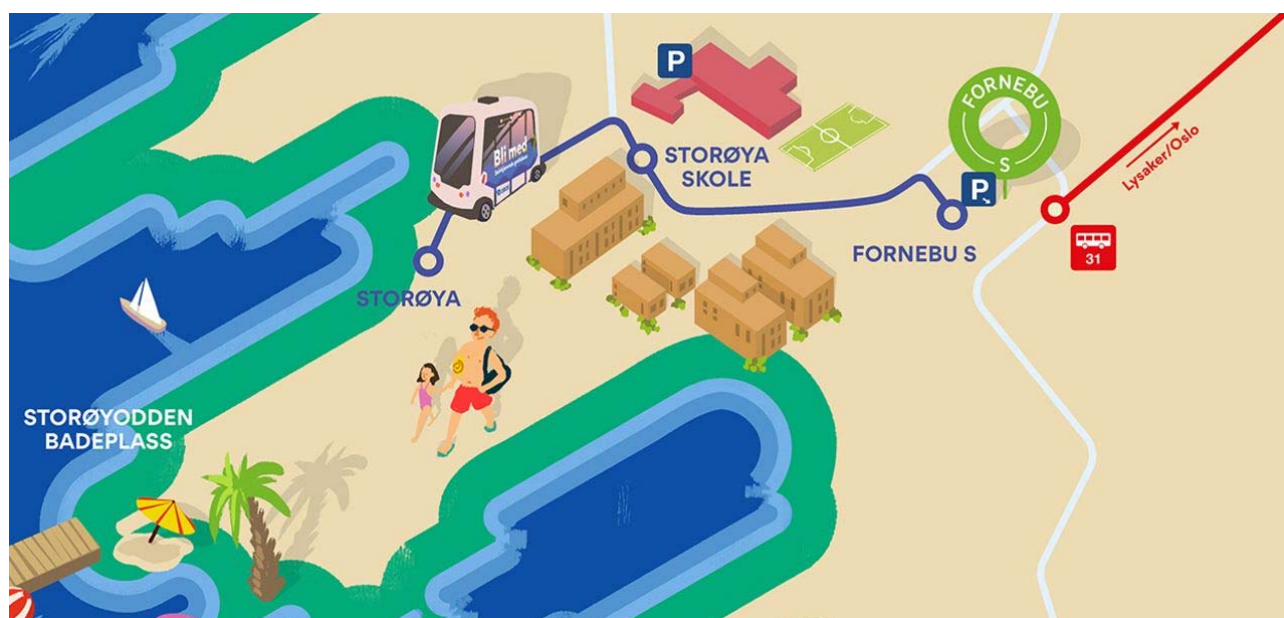 P
FORNEBU
S
Bli med
STORØYA
SKOLE
Lysaker/Oslo
P
FORNEBU S
31
STORØYA
STORØYODDEN
BADEPLASS